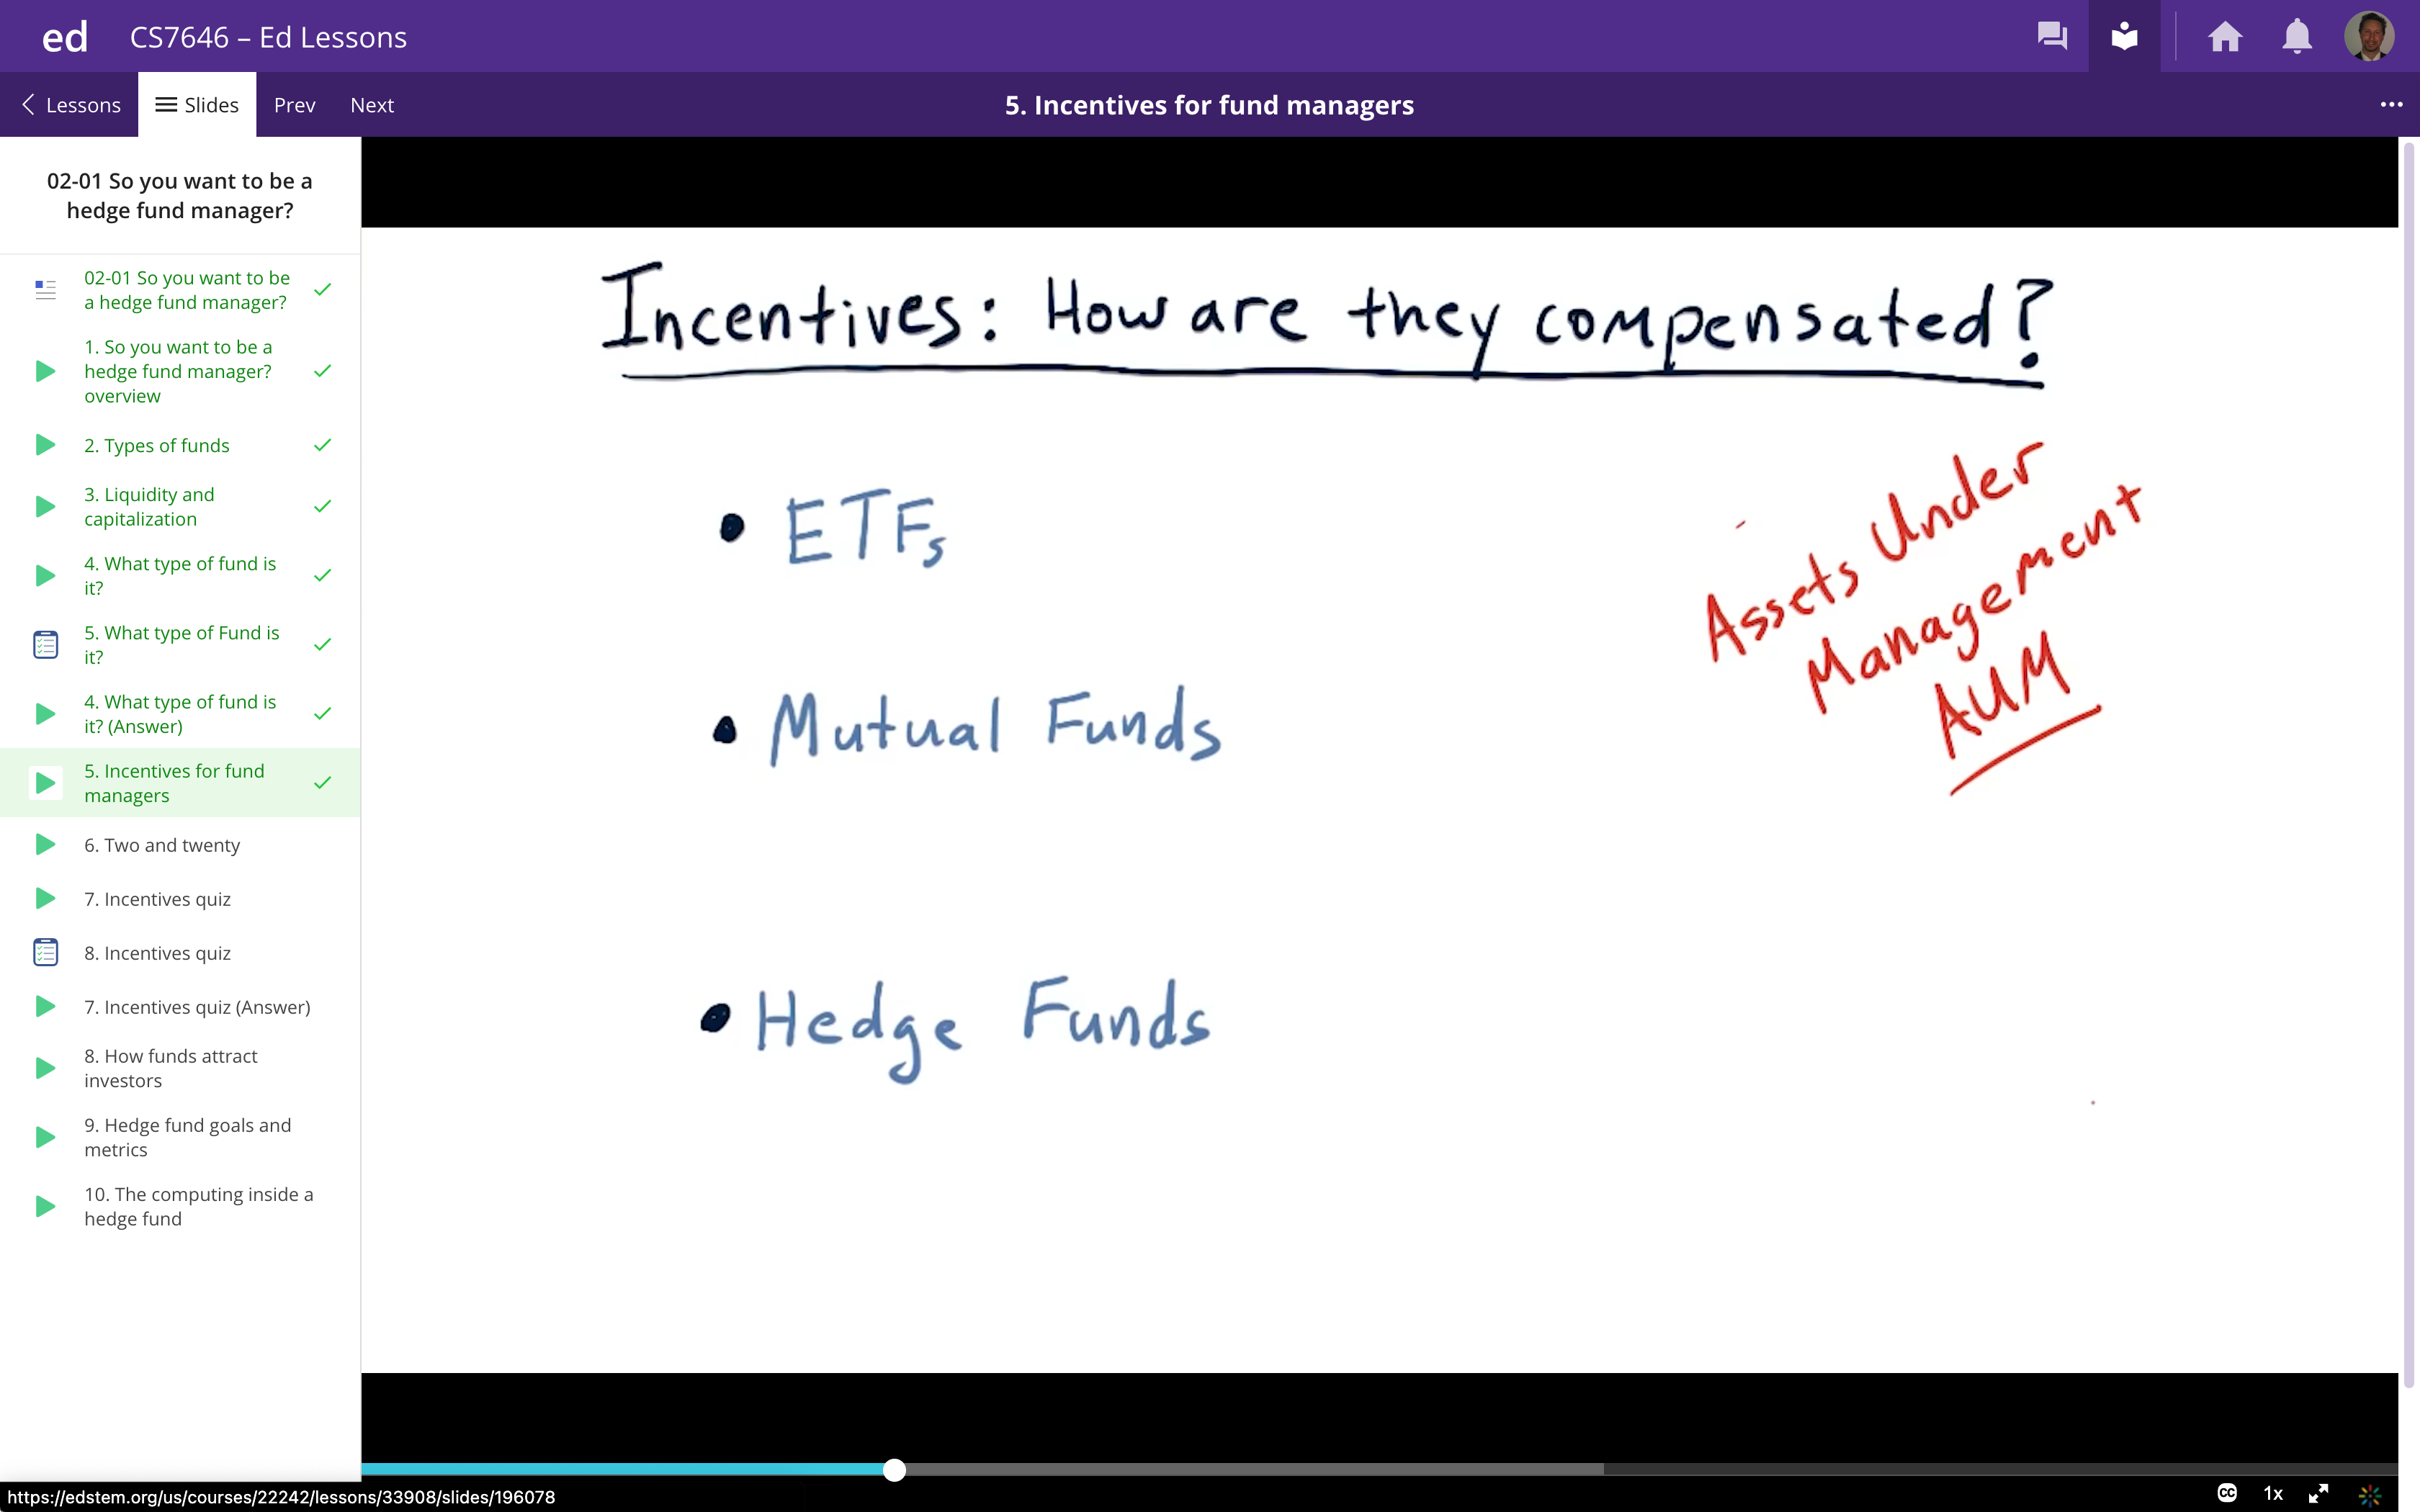 ed
CS7646 – Ed Lessons
Lessons
Slides
Prev
Next
5. Incentives for fund managers
02-01 So you want to be a
hedge fund manager?
02-01 So you want to be
a hedge fund manager?
1. So you want to be a
hedge fund manager?
overview
2. Types of funds
3. Liquidity and
capitalization
4. What type of fund is
it?
5. What type of Fund is
it?
4. What type of fund is
it? (Answer)
5. Incentives for fund
managers
6. Two and twenty
7. Incentives quiz
8. Incentives quiz
7. Incentives quiz (Answer)
8. How funds attract
investors
9. Hedge fund goals and
metrics
10. The computing inside a
hedge fund
Incentives: How are they compensated?
• ETFs
• Mutual Funds
• Hedge Funds
Assets Under
Management
AUM
https://edstem.org/us/courses/22242/lessons/33908/slides/196078
CC
1x